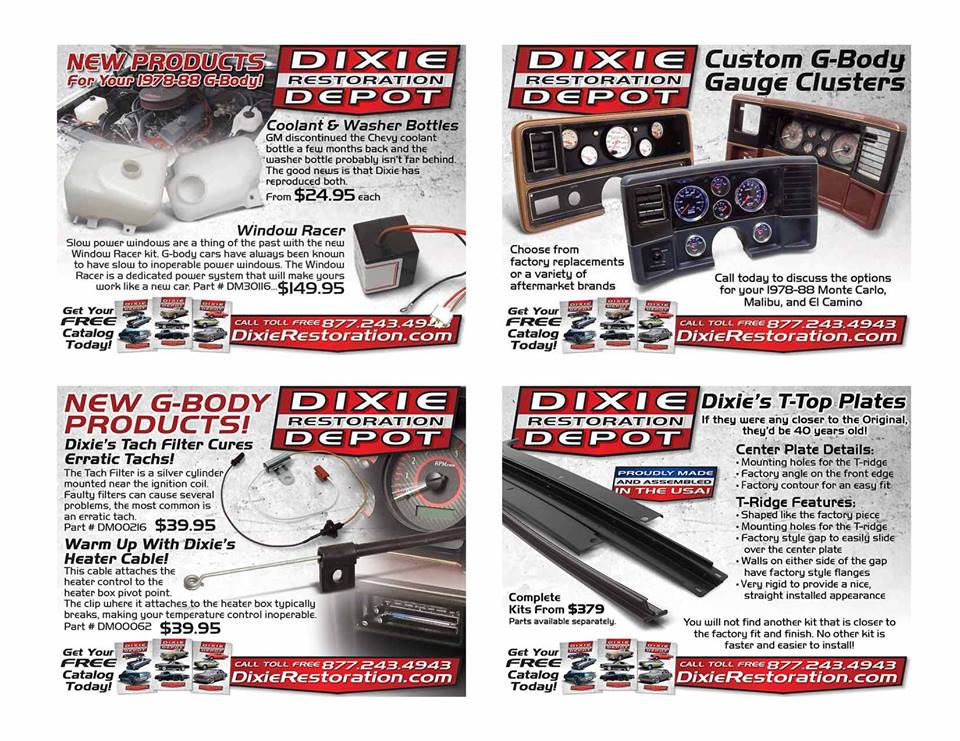 NEW PRODUCTS
For Your 1978-88 G-Body!
DIXIE
RESTORATION
DEPOT
Coolant & Washer Bottles
GM discontinued the Chevy coolant
bottle a few months back and the
washer bottle probably isn't far behind.
The good news is that Dixie has
reproduced both.
From $24.95 each
Window Racer
Slow power windows are a thing of the past with the new
Window Racer kit. G-body cars have always been known
to have slow to inoperable power windows. The Window
Racer is a dedicated power system that will make yours
work like a new car. Part # DM30116...$149.95
Get Your
FREE
Catalog
Today!
CALL TOLL FREE 877.243.4943
DixieRestoration.com
DIXIE
RESTORATION
DEPOT
Custom G-Body
Gauge Clusters
Choose from
factory replacements
or a variety of
aftermarket brands
Call today to discuss the options
for your 1978-88 Monte Carlo,
Malibu, and El Camino
Get Your
FREE
Catalog
Today!
CALL TOLL FREE 877.243.4943
DixieRestoration.com
NEW G-BODY
PRODUCTS!
DIXIE
RESTORATION
DEPOT
Dixie's Tach Filter Cures
Erratic Tachs!
The Tach Filter is a silver cylinder
mounted near the ignition coil.
Faulty filters can cause several
problems, the most common is
an erratic tach.
Part # DM00216 $39.95
Warm Up With Dixie's
Heater Cable!
This cable attaches the
heater control to the
heater box pivot point.
The clip where it attaches to the heater box typically
breaks, making your temperature control inoperable.
Part # DM00062 $39.95
Get Your
FREE
Catalog
Today!
CALL TOLL FREE 877.243.4943
DixieRestoration.com
DIXIE
RESTORATION
DEPOT
Dixie's T-Top Plates
If they were any closer to the Original,
they'd be 40 years old!
PROUDLY MADE
AND ASSEMBLED
IN THE USA!
Center Plate Details:
• Mounting holes for the T-ridge
• Factory angle on the front edge
• Factory contour for an easy fit
T-Ridge Features:
• Shaped like the factory piece
• Mounting holes for the T-ridge
• Factory style gap to easily slide
over the center plate
• Walls on either side of the gap
have factory style flanges
• Very rigid to provide a nice,
straight installed appearance
Complete
Kits From $379
Parts available separately.
You will not find another kit that is closer to
the factory fit and finish. No other kit is
faster and easier to install!
Get Your
FREE
Catalog
Today!
CALL TOLL FREE 877.243.4943
DixieRestoration.com